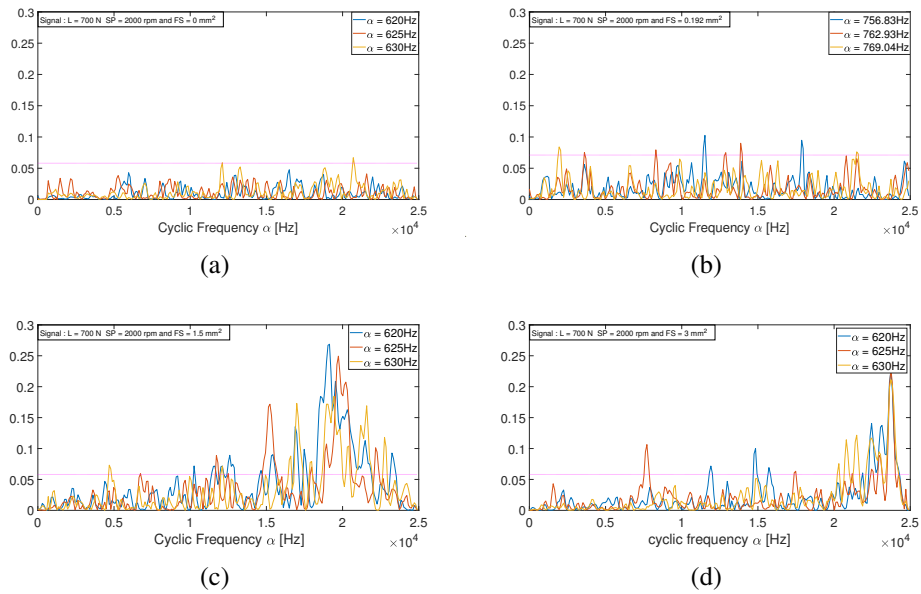 Signal : L = 700 N SP = 2000 rpm and FS = 0 mm²
α = 620Hz
α = 625Hz
α = 630Hz
0.3
0.25
0.2
0.15
0.1
0.05
0
0 0.5 1 1.5 2 2.5
Cyclic Frequency α [Hz]
×10⁴
(a)
Signal : L = 700 N SP = 2000 rpm and FS = 0.192 mm²
α = 756.83Hz
α = 762.93Hz
α = 769.04Hz
0.3
0.25
0.2
0.15
0.1
0.05
0
0 0.5 1 1.5 2 2.5
Cyclic Frequency α [Hz]
×10⁴
(b)
Signal : L = 700 N SP = 2000 rpm and FS = 1.5 mm²
α = 620Hz
α = 625Hz
α = 630Hz
0.3
0.25
0.2
0.15
0.1
0.05
0
0 0.5 1 1.5 2 2.5
Cyclic Frequency α [Hz]
×10⁴
(c)
Signal : L = 700 N SP = 2000 rpm and FS = 3 mm²
α = 620Hz
α = 625Hz
α = 630Hz
0.3
0.25
0.2
0.15
0.1
0.05
0
0 0.5 1 1.5 2 2.5
cyclic frequency α [Hz]
×10⁴
(d)